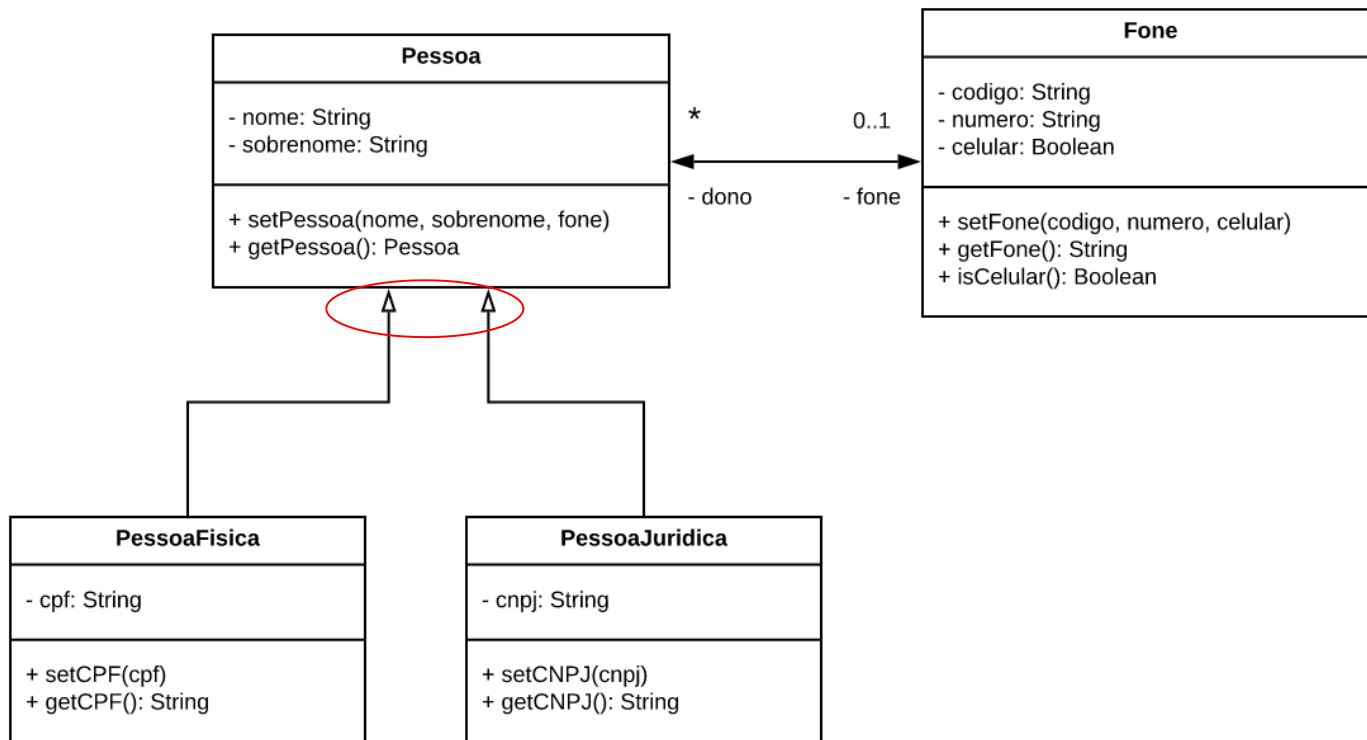 Pessoa
- nome: String
- sobrenome: String
+ setPessoa(nome, sobrenome, fone)
+ getPessoa(): Pessoa
*
0..1
- dono
- fone
Fone
- codigo: String
- numero: String
- celular: Boolean
+ setFone(codigo, numero, celular)
+ getFone(): String
+ isCelular(): Boolean
PessoaFisica
- cpf: String
+ setCPF(cpf)
+ getCPF(): String
PessoaJuridica
- cnpj: String
+ setCNPJ(cnpj)
+ getCNPJ(): String